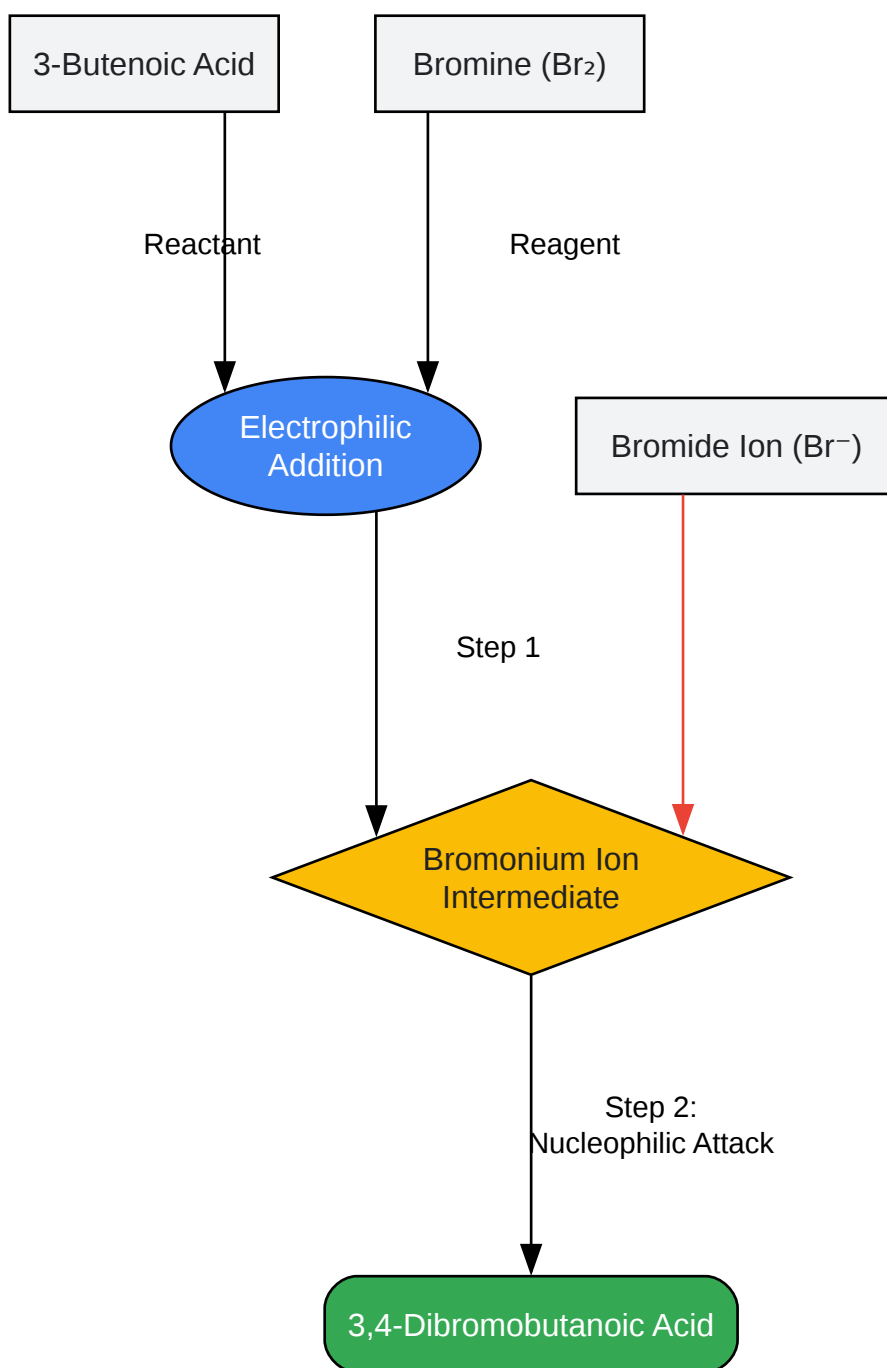 3-Butenoic Acid
Bromine (Br₂)
Reactant
Reagent
Electrophilic
Addition
Bromide Ion (Br⁻)
Step 1
Bromonium Ion
Intermediate
Step 2:
Nucleophilic Attack
3,4-Dibromobutanoic Acid